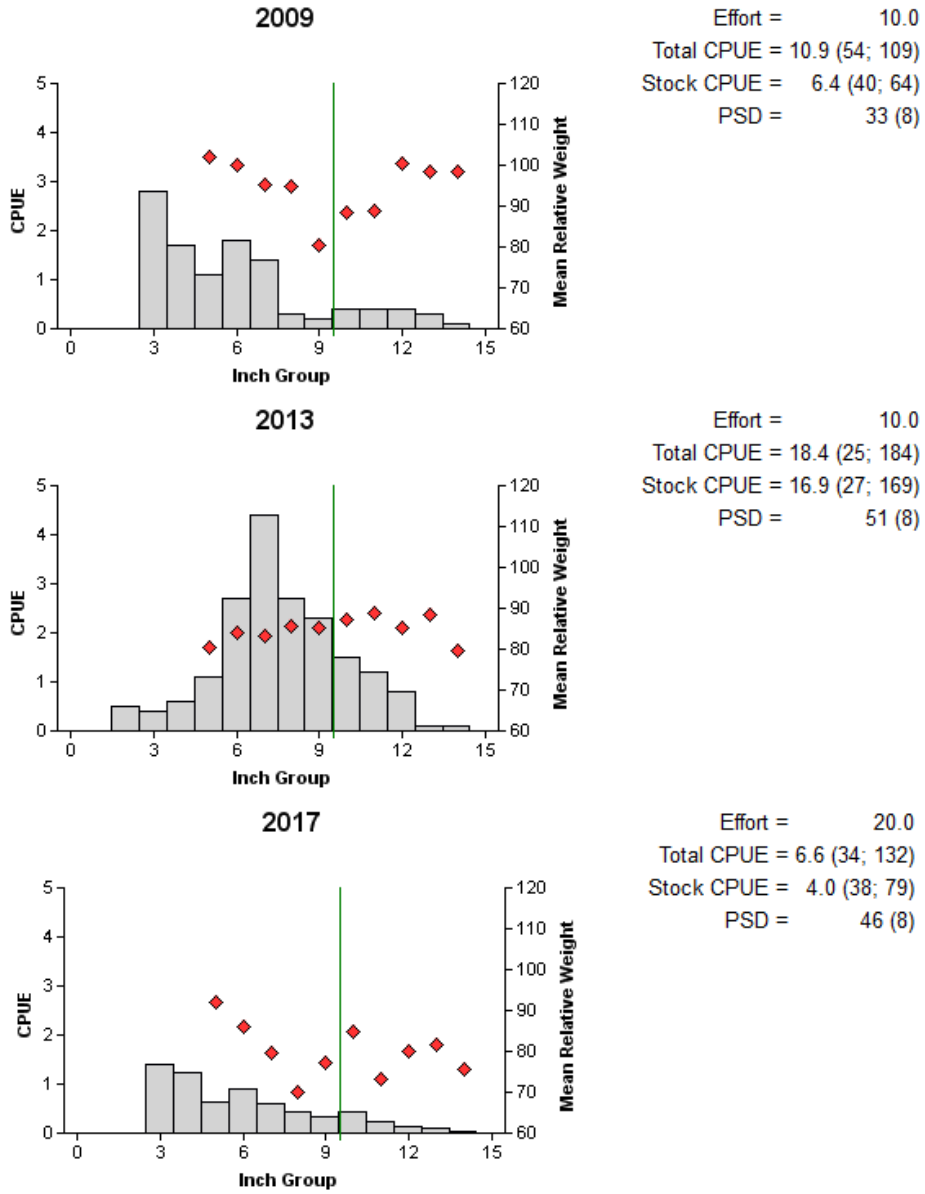 2009
Effort = 10.0
Total CPUE = 10.9 (54; 109)
Stock CPUE = 6.4 (40; 64)
PSD = 33 (8)
5
4
3
2
1
0
CPUE
120
110
100
90
80
70
60
Mean Relative Weight
0 3 6 9 12 15
Inch Group
2013
Effort = 10.0
Total CPUE = 18.4 (25; 184)
Stock CPUE = 16.9 (27; 169)
PSD = 51 (8)
5
4
3
2
1
0
CPUE
120
110
100
90
80
70
60
Mean Relative Weight
0 3 6 9 12 15
Inch Group
2017
Effort = 20.0
Total CPUE = 6.6 (34; 132)
Stock CPUE = 4.0 (38; 79)
PSD = 46 (8)
5
4
3
2
1
0
CPUE
120
110
100
90
80
70
60
Mean Relative Weight
0 3 6 9 12 15
Inch Group